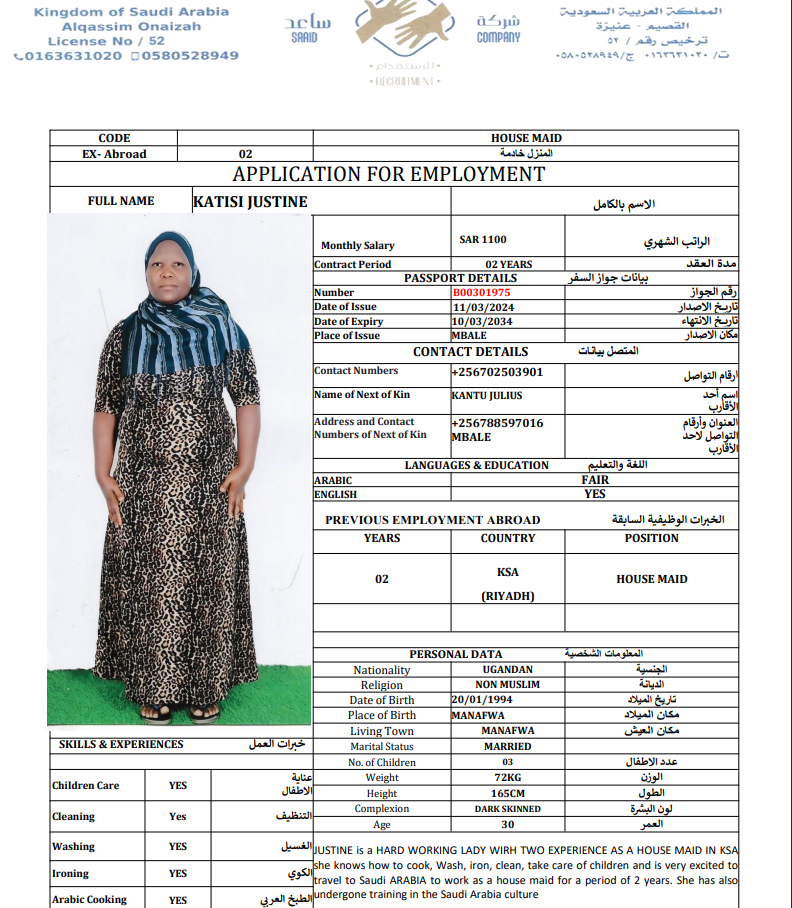 Kingdom of Saudi Arabia
Alqassim Onaizah
License No / 52
0163631020 0580528949
ساعد
SAAID
شركة
COMPANY
للاستقدام
RECRUITMENT
المملكة العربية السعودية
القصيم - عنيزة
ترخيص رقم / ٥٢
ت/ ٠١٦٣٦٣١٠٢٠ ج/ ٠٥٨٠٥٢٨٩٤٩
CODE HOUSE MAID
EX- Abroad 02 المنزل خادمة
APPLICATION FOR EMPLOYMENT
FULL NAME KATISI JUSTINE الاسم بالكامل
Monthly Salary SAR 1100 الراتب الشهري
Contract Period 02 YEARS مدة العقد
PASSPORT DETAILS بيانات جواز السفر
Number B00301975 رقم الجواز
Date of Issue 11/03/2024 تاريخ الاصدار
Date of Expiry 10/03/2034 تاريخ الانتهاء
Place of Issue MBALE مكان الاصدار
CONTACT DETAILS المتصل بيانات
Contact Numbers +256702503901 ارقام التواصل
Name of Next of Kin KANTU JULIUS اسم أحد
الأقارب
Address and Contact +256788597016 العنوان وأرقام
Numbers of Next of Kin MBALE التواصل لاحد
الأقارب
LANGUAGES & EDUCATION اللغة والتعليم
ARABIC FAIR
ENGLISH YES
PREVIOUS EMPLOYMENT ABROAD الخبرات الوظيفية السابقة
YEARS COUNTRY POSITION
02 KSA HOUSE MAID
(RIYADH)
PERSONAL DATA المعلومات الشخصية
Nationality UGANDAN الجنسية
Religion NON MUSLIM الديانة
Date of Birth 20/01/1994 تاريخ الميلاد
Place of Birth MANAFWA مكان الميلاد
Living Town MANAFWA مكان العيش
Marital Status MARRIED
No. of Children 03 عدد الاطفال
Weight 72KG الوزن
Height 165CM الطول
Complexion DARK SKINNED لون البشرة
Age 30 العمر
SKILLS & EXPERIENCES خبرات العمل
Children Care YES عناية
الاطفال
Cleaning Yes التنظيف
Washing YES الغسيل
Ironing YES الكوي
Arabic Cooking YES الطبخ العربي
JUSTINE is a HARD WORKING LADY WIRH TWO EXPERIENCE AS A HOUSE MAID IN KSA
she knows how to cook, Wash, iron, clean, take care of children and is very excited to
travel to Saudi ARABIA to work as a house maid for a period of 2 years. She has also
undergone training in the Saudi Arabia culture